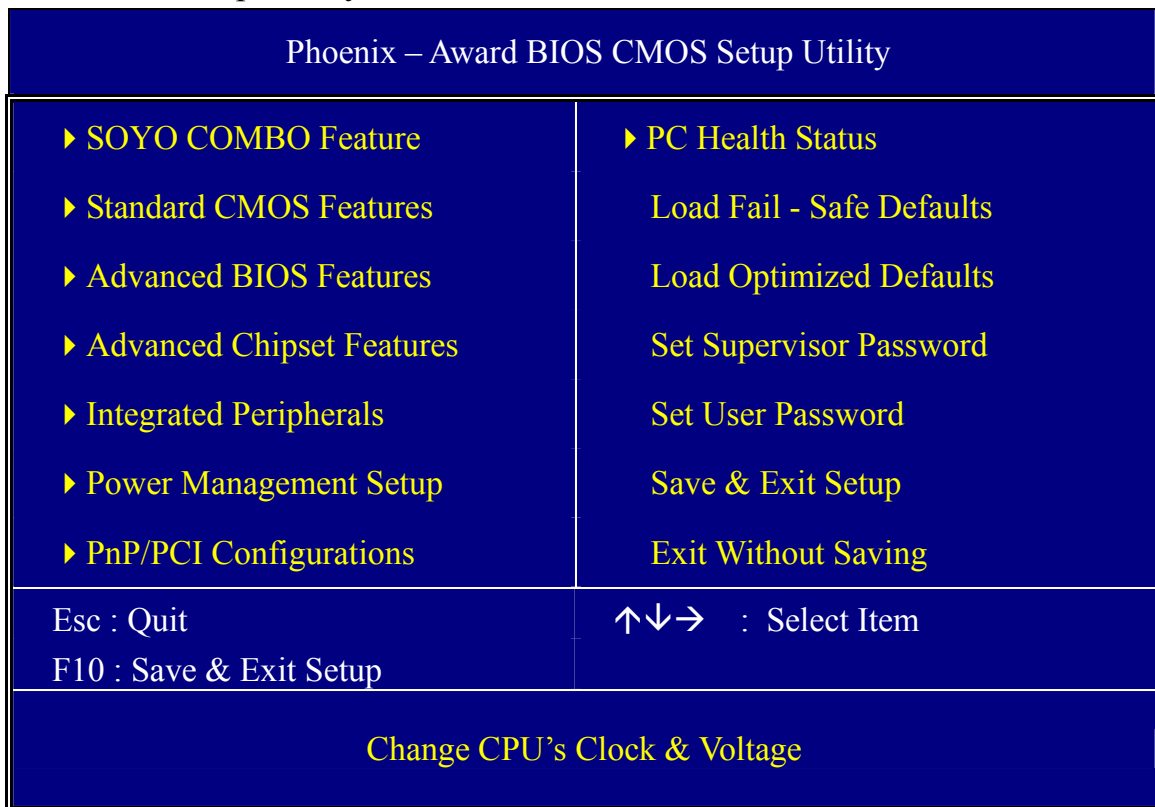 Phoenix – Award BIOS CMOS Setup Utility
SOYO COMBO Feature
Standard CMOS Features
Advanced BIOS Features
Advanced Chipset Features
Integrated Peripherals
Power Management Setup
PnP/PCI Configurations
PC Health Status
Load Fail - Safe Defaults
Load Optimized Defaults
Set Supervisor Password
Set User Password
Save & Exit Setup
Exit Without Saving
Esc : Quit
F10 : Save & Exit Setup
↑↓→ : Select Item
Change CPU’s Clock & Voltage